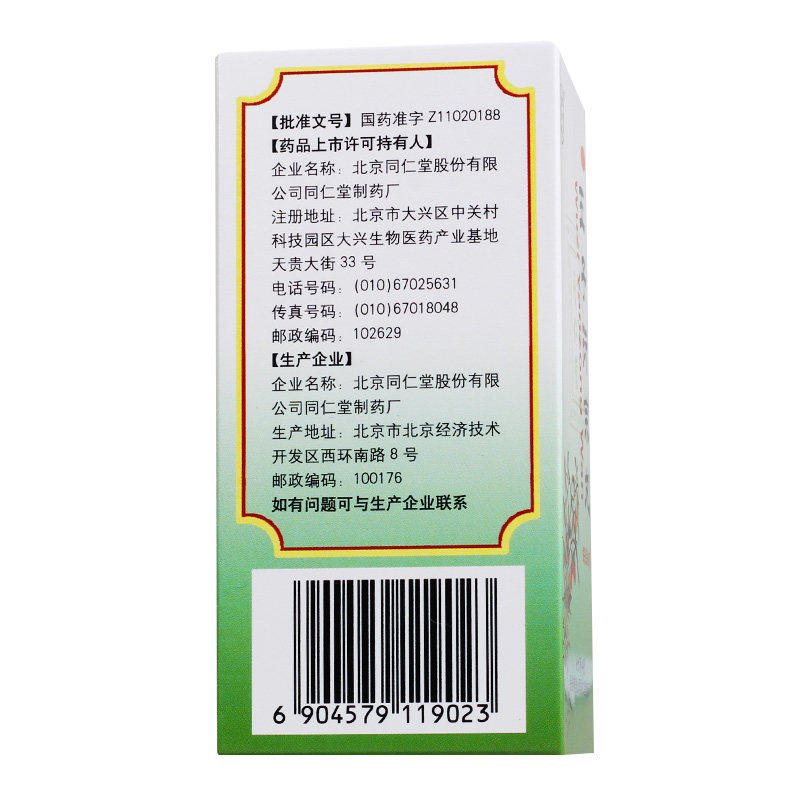 【批准文号】国药准字 Z11020188
【药品上市许可持有人】
企业名称：北京同仁堂股份有限
公司同仁堂制药厂
注册地址：北京市大兴区中关村
科技园区大兴生物医药产业基地
天贵大街 33 号
电话号码：(010)67025631
传真号码：(010)67018048
邮政编码：102629
【生产企业】
企业名称：北京同仁堂股份有限
公司同仁堂制药厂
生产地址：北京市北京经济技术
开发区西环南路 8 号
邮政编码：100176
如有问题可与生产企业联系
6 904579 119023